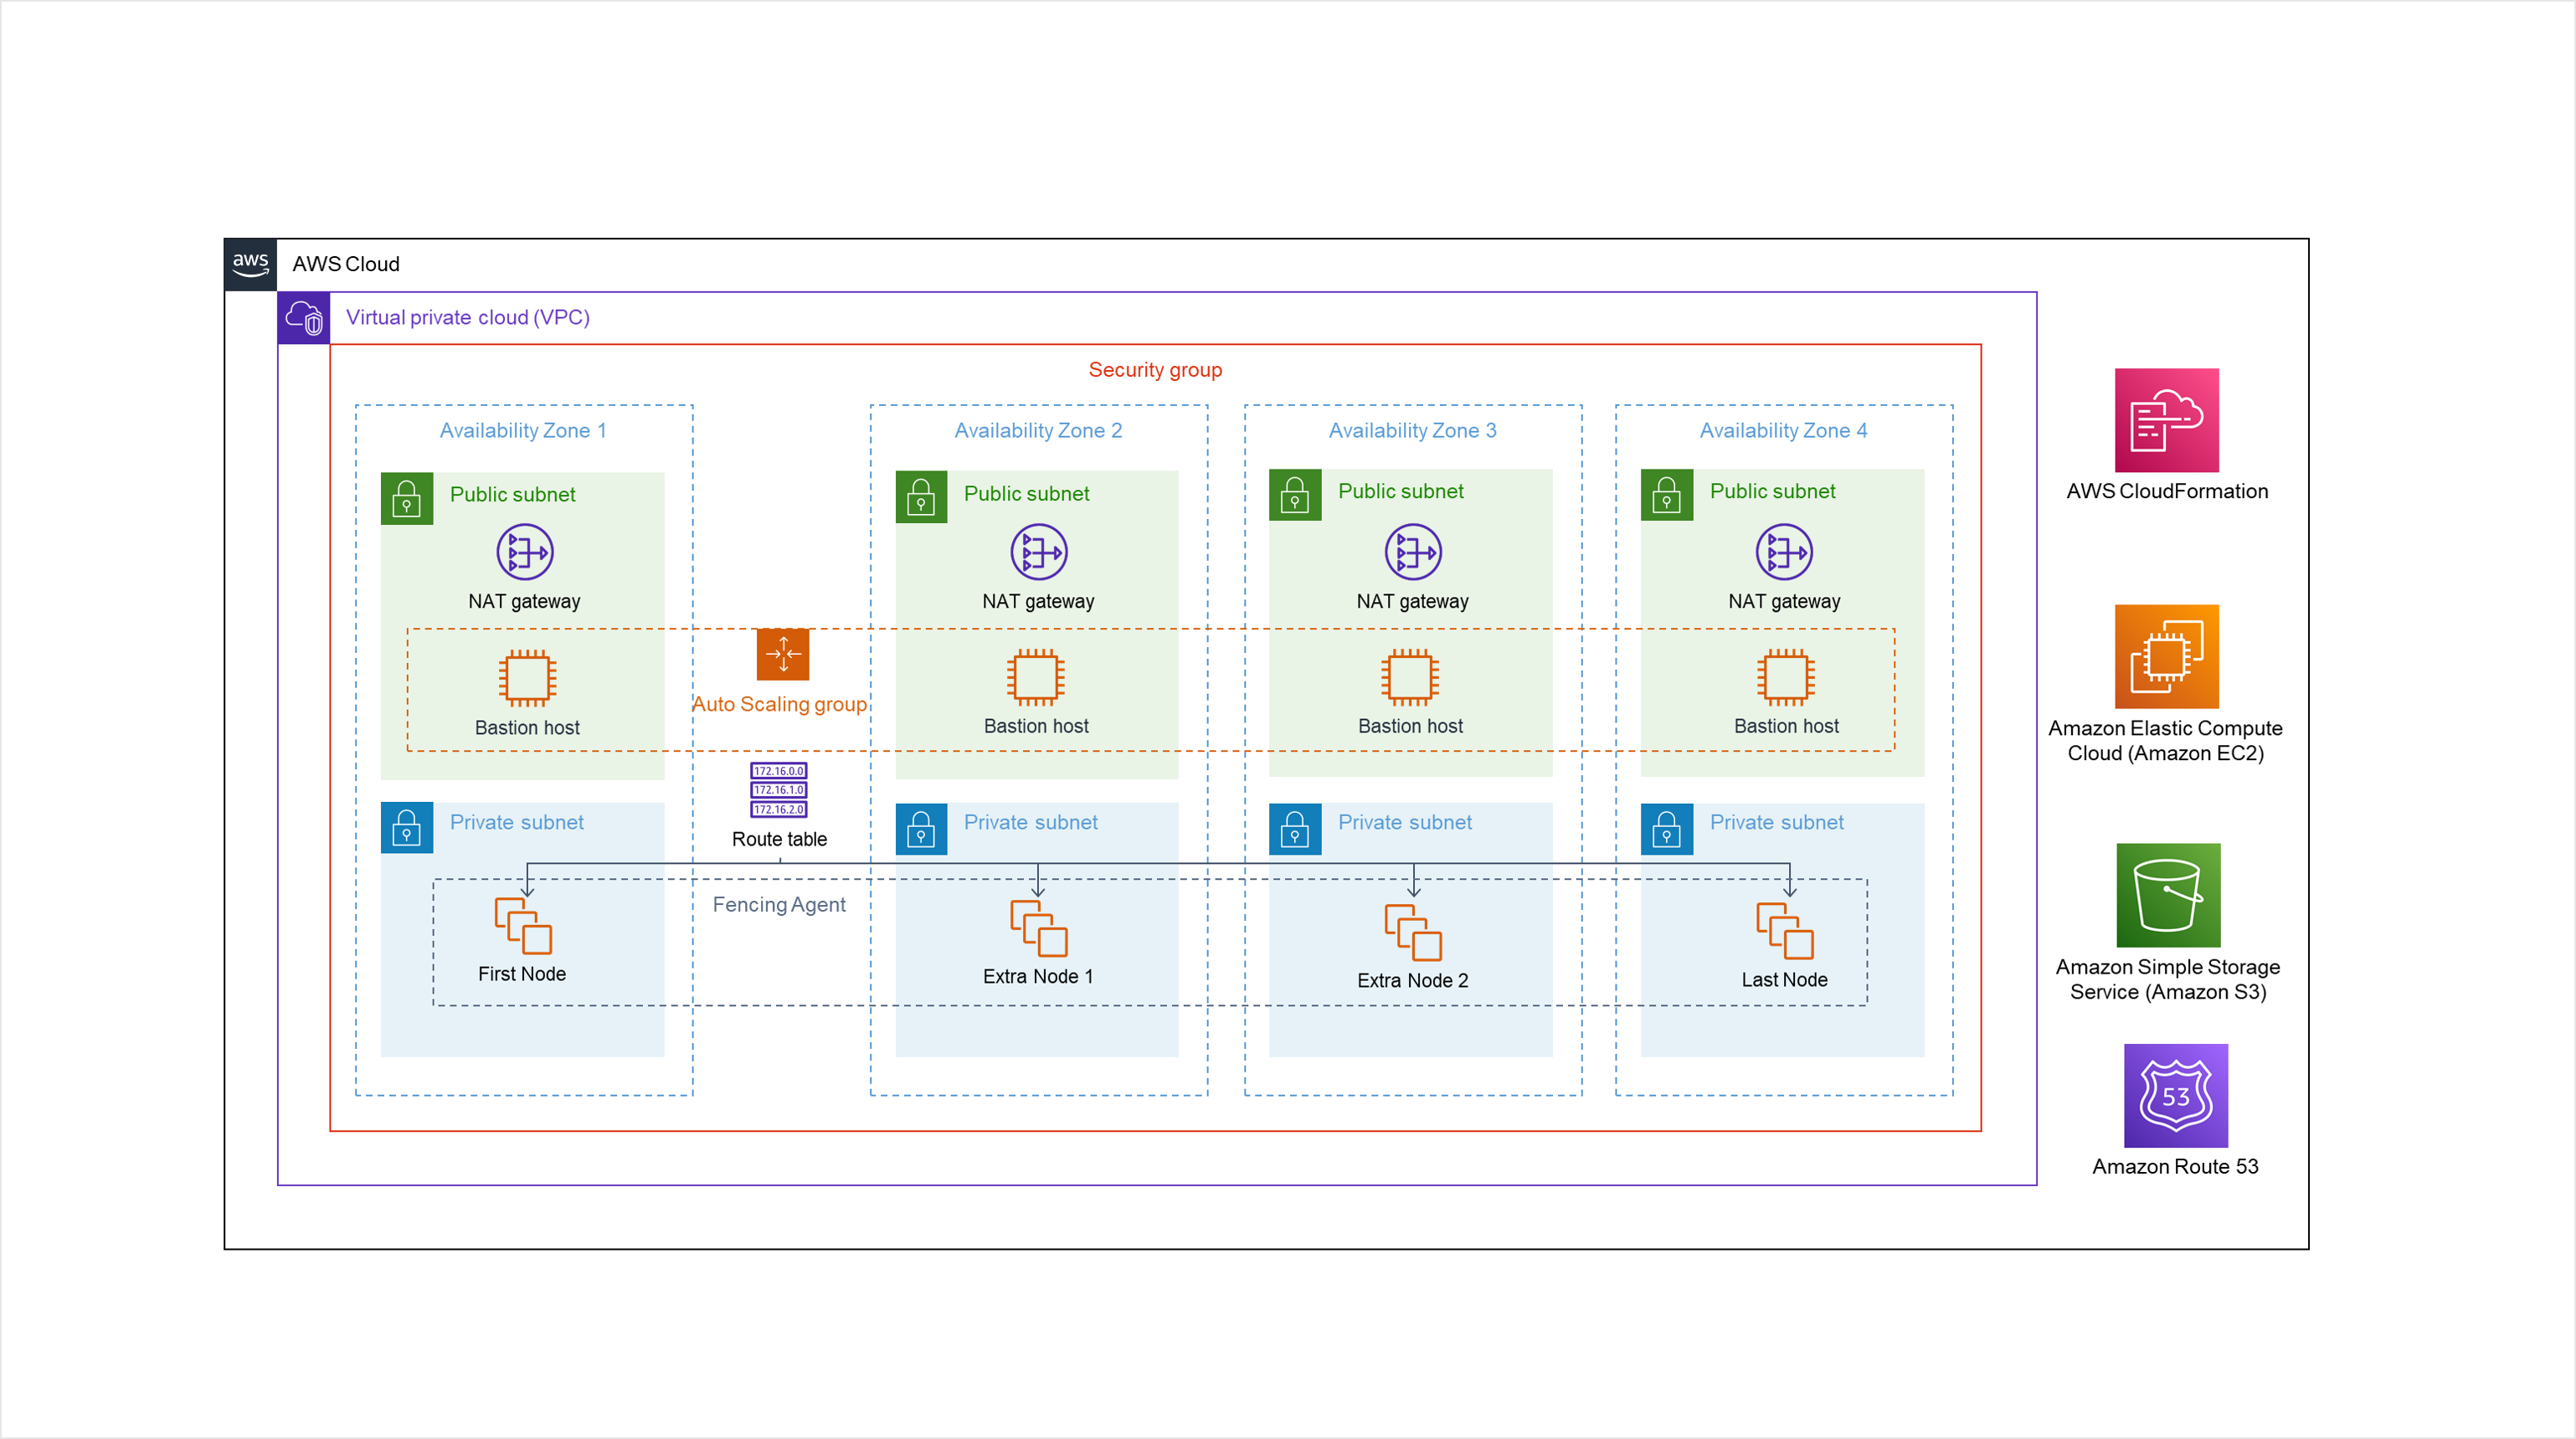 aws
AWS Cloud
Virtual private cloud (VPC)
Security group
Availability Zone 1
Availability Zone 2
Availability Zone 3
Availability Zone 4
Public subnet
Public subnet
Public subnet
Public subnet
NAT gateway
NAT gateway
NAT gateway
NAT gateway
Auto Scaling group
Bastion host
Bastion host
Bastion host
Bastion host
172.16.0.0
172.16.1.0
172.16.2.0
Route table
Private subnet
Private subnet
Private subnet
Private subnet
Fencing Agent
First Node
Extra Node 1
Extra Node 2
Last Node
AWS CloudFormation
Amazon Elastic Compute
Cloud (Amazon EC2)
Amazon Simple Storage
Service (Amazon S3)
53
Amazon Route 53